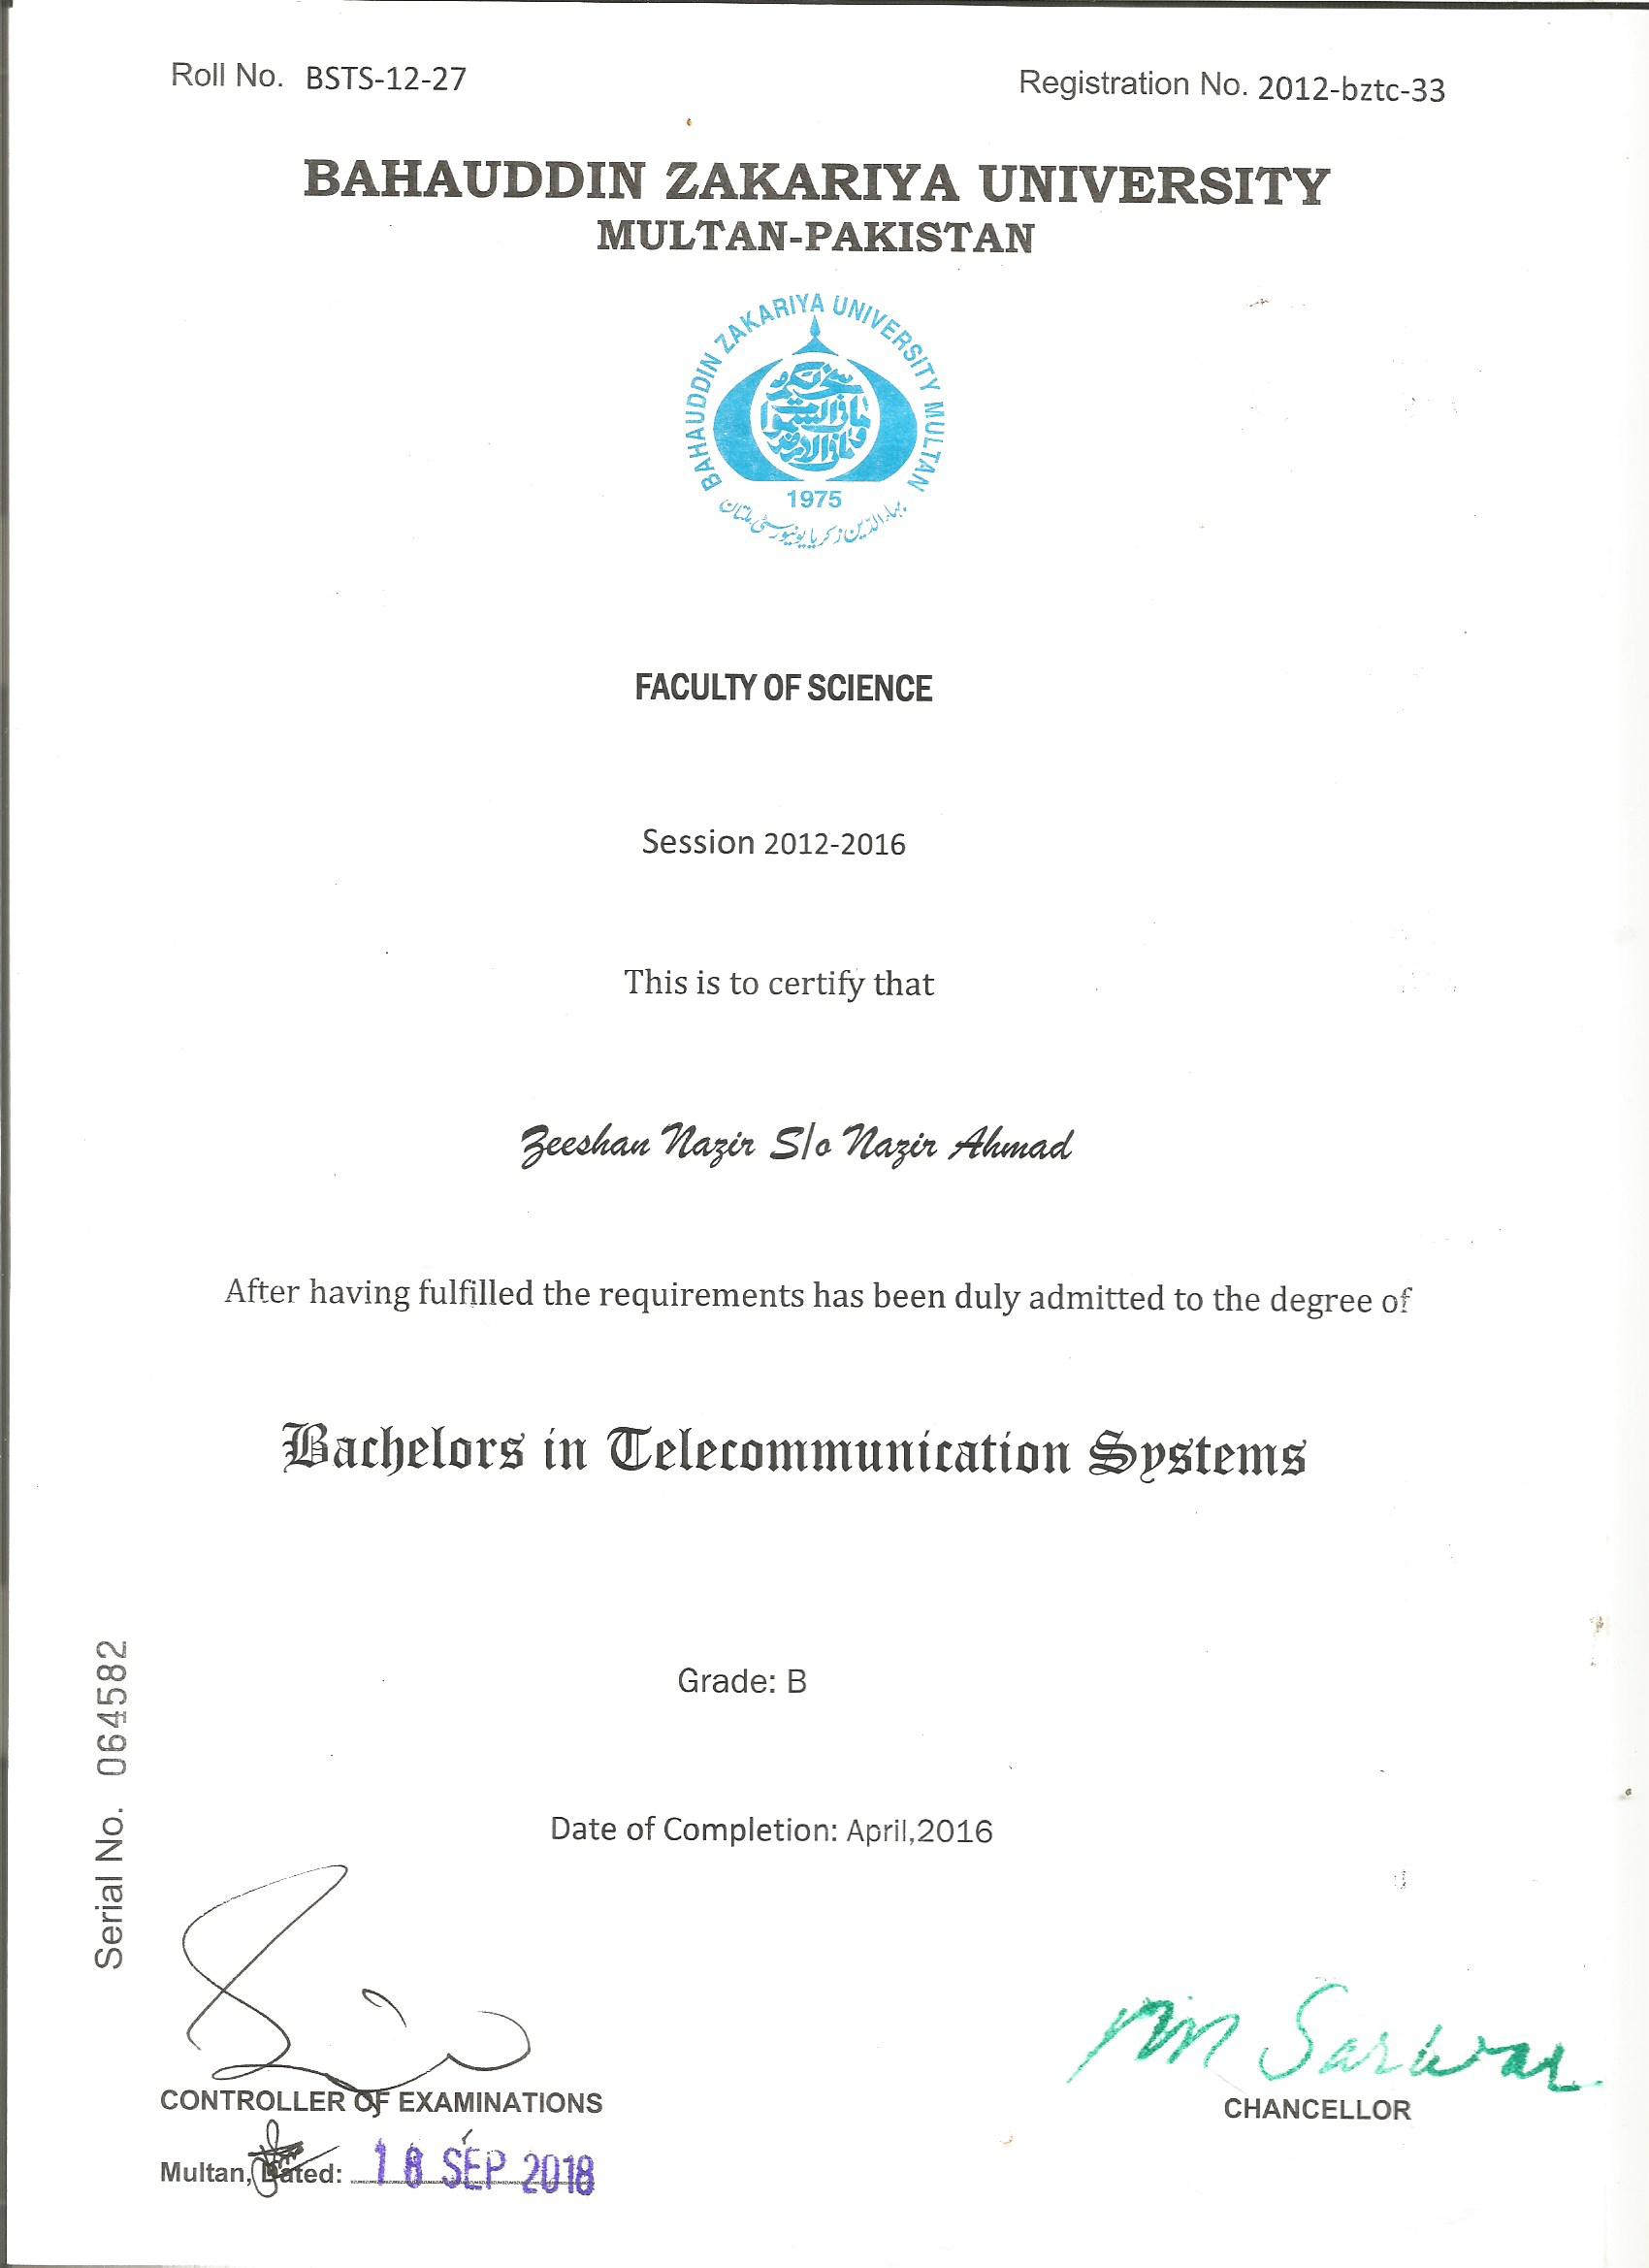 Roll No. BSTS-12-27
Registration No. 2012-bztc-33
BAHAUDDIN ZAKARIYA UNIVERSITY
MULTAN-PAKISTAN
BAHAUDDIN ZAKARIYA UNIVERSITY MULTAN
1975
بہاءالدّین زکریا یونیورسٹی ملتان
FACULTY OF SCIENCE
Session 2012-2016
This is to certify that
Zeeshan Nazir S/o Nazir Ahmad
After having fulfilled the requirements has been duly admitted to the degree of
Bachelors in Telecommunication Systems
Grade: B
Date of Completion: April,2016
Serial No. 064582
M Sarwar
CONTROLLER OF EXAMINATIONS
CHANCELLOR
Multan, Dated: 18 SEP 2018